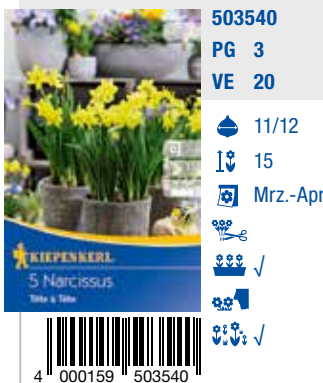 503540
PG 3
VE 20
11/12
15
Mrz.-Apr
√
√
KIEPENKERL
5 Narcissus
Tête à Tête
4 000159 503540